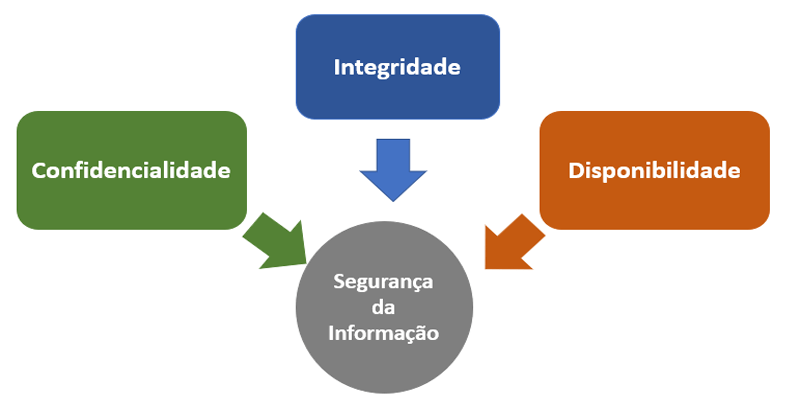 Integridade
Confidencialidade
Disponibilidade
Segurança
da
Informação